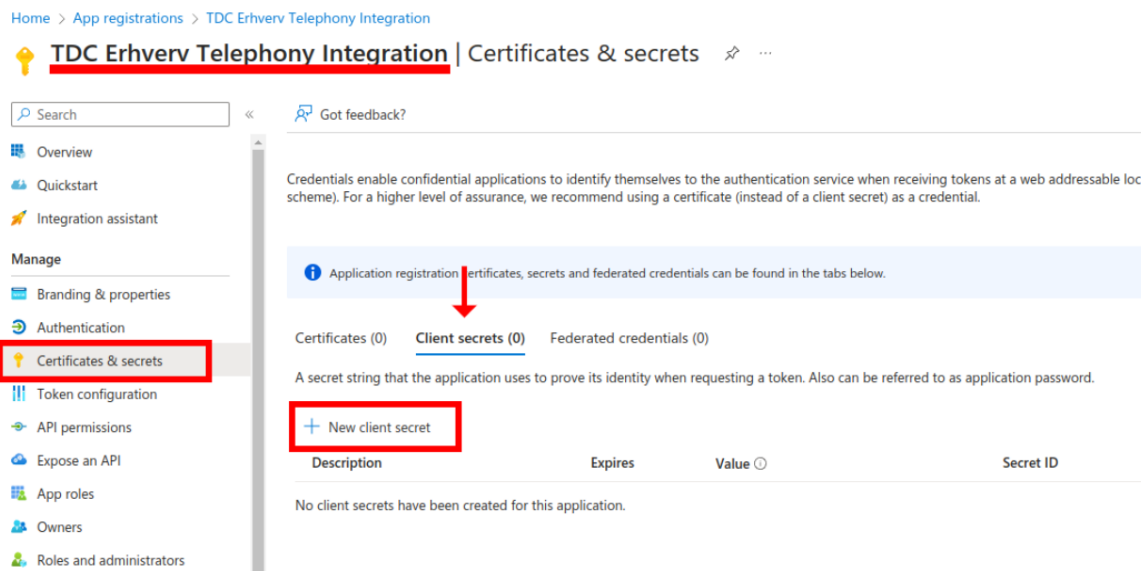 Home > App registrations > TDC Erhverv Telephony Integration
TDC Erhverv Telephony Integration | Certificates & secrets ...
Search «
Overview
Quickstart
Integration assistant
Manage
Branding & properties
Authentication
Certificates & secrets
Token configuration
API permissions
Expose an API
App roles
Owners
Roles and administrators
Got feedback?
Credentials enable confidential applications to identify themselves to the authentication service when receiving tokens at a web addressable loc
scheme). For a higher level of assurance, we recommend using a certificate (instead of a client secret) as a credential.
Application registration certificates, secrets and federated credentials can be found in the tabs below.
Certificates (0) Client secrets (0) Federated credentials (0)
A secret string that the application uses to prove its identity when requesting a token. Also can be referred to as application password.
+ New client secret
Description Expires Value Secret ID
No client secrets have been created for this application.